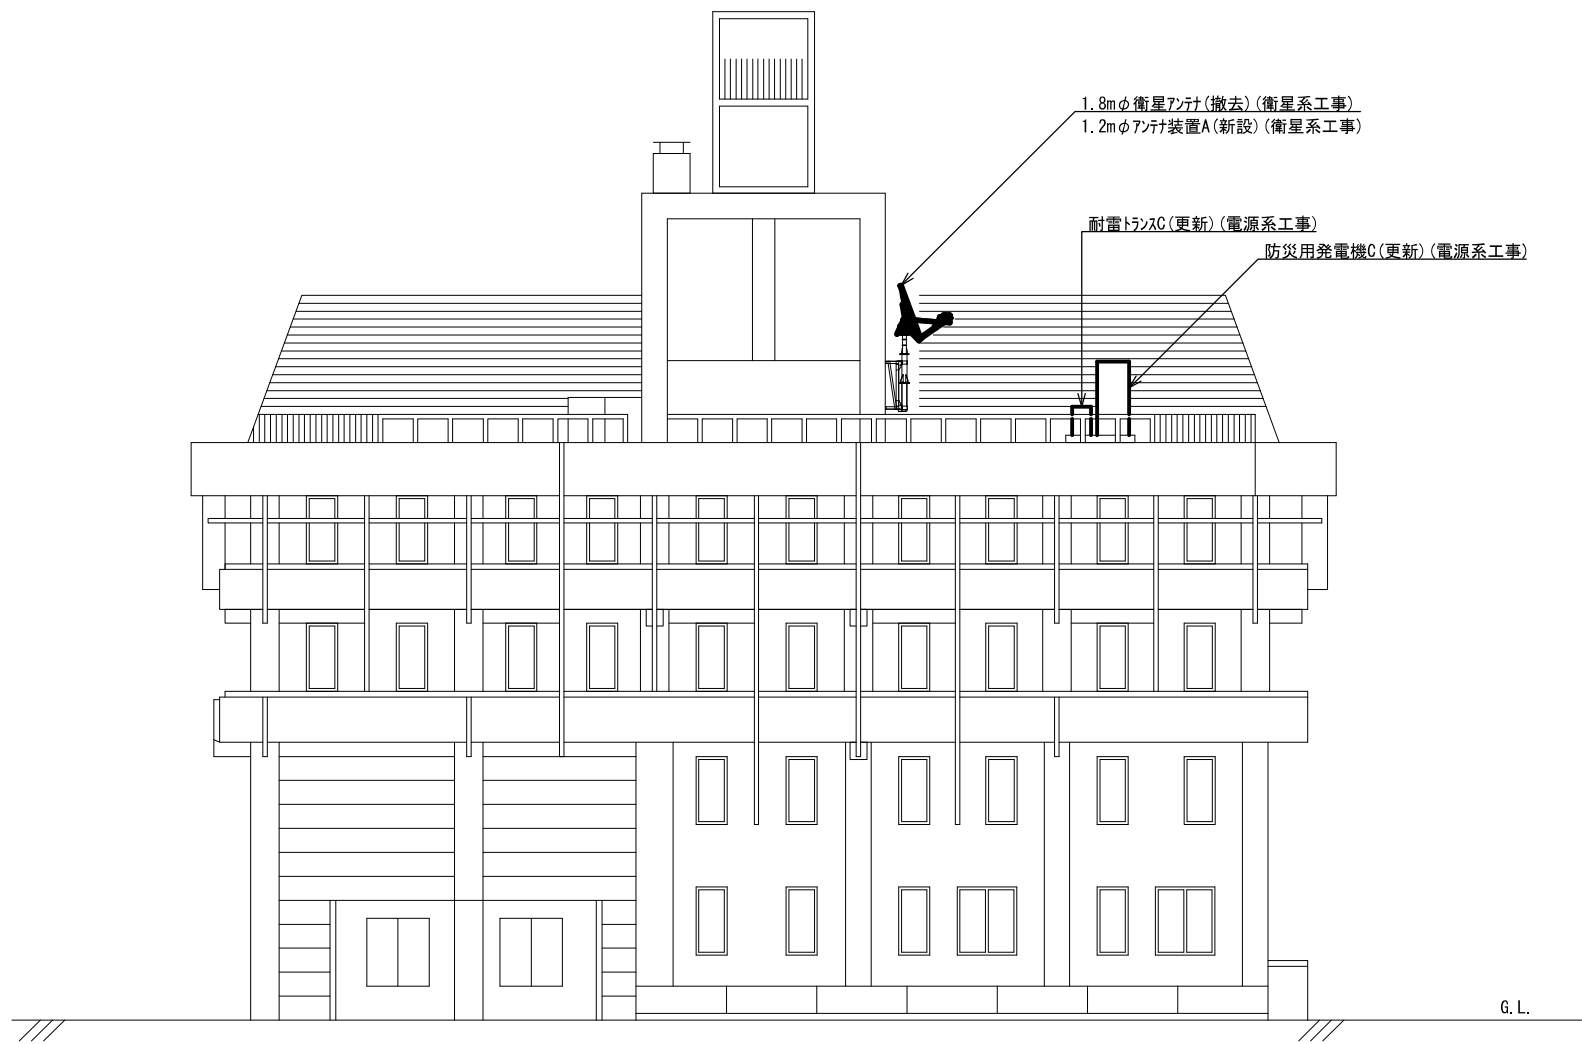 1.8mφ衛星ｱﾝﾃﾅ(撤去)(衛星系工事)
1.2mφｱﾝﾃﾅ装置A(新設)(衛星系工事)
耐雷ﾄﾗﾝｽC(更新)(電源系工事)
防災用発電機C(更新)(電源系工事)
G.L.